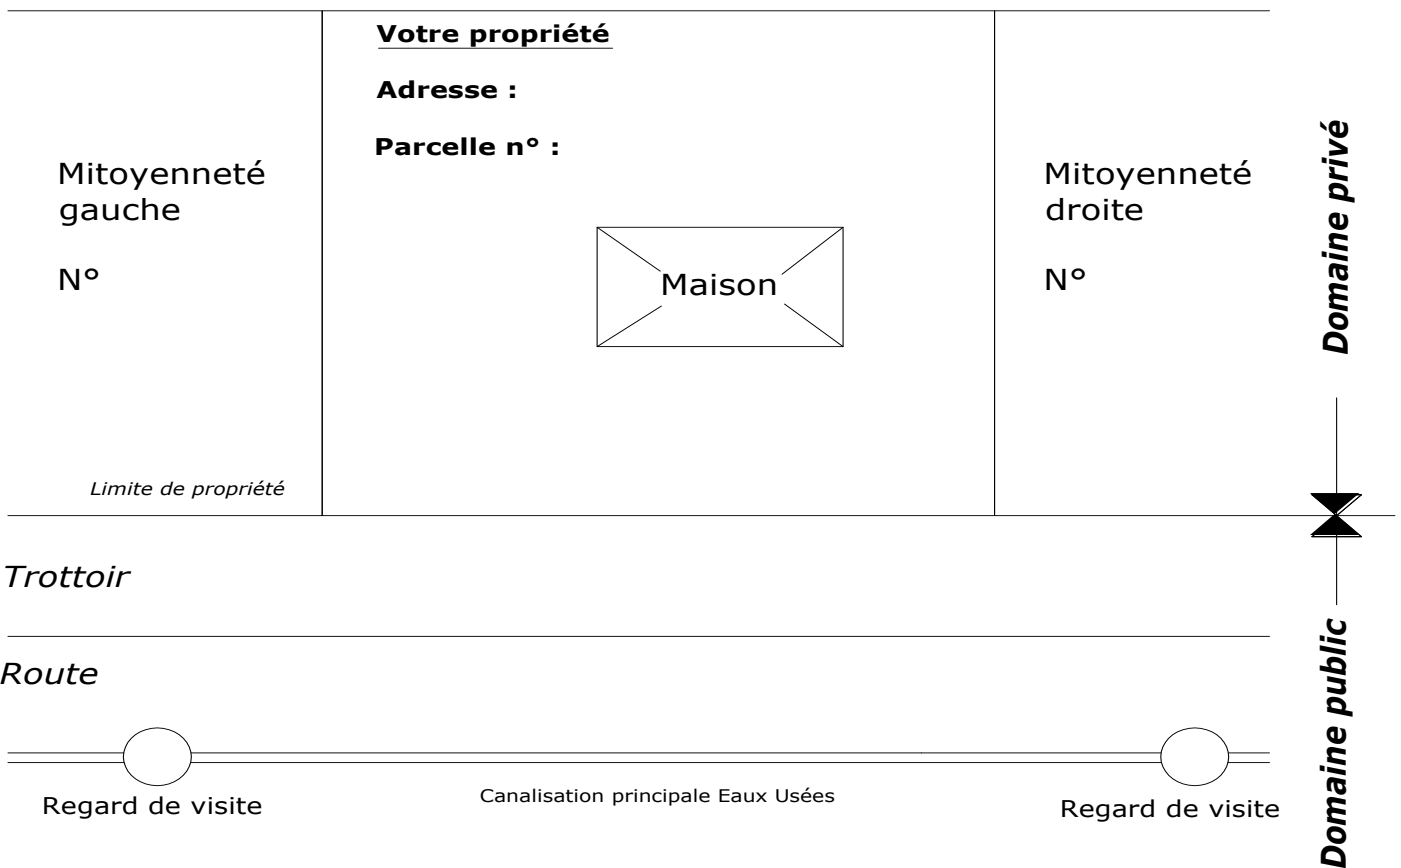 Votre propriété
Adresse :
Parcelle n° :
Mitoyenneté
gauche
N°
Mitoyenneté
droite
N°
Maison
Domaine privé
Limite de propriété
Trottoir
Route
Domaine public
Regard de visite
Canalisation principale Eaux Usées
Regard de visite